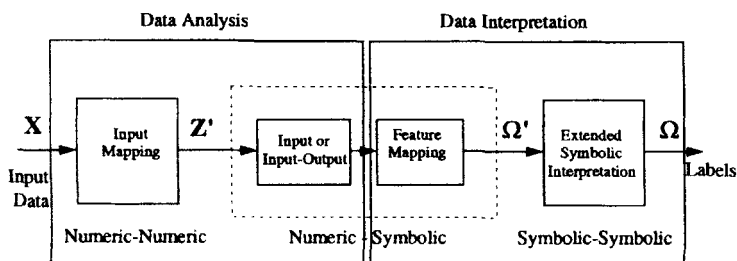 Data Analysis
Data Interpretation
X
Input
Data
Input
Mapping
Z'
Input or
Input-Output
Feature
Mapping
Ω'
Extended
Symbolic
Interpretation
Ω
Labels
Numeric-Numeric
Numeric - Symbolic
Symbolic-Symbolic